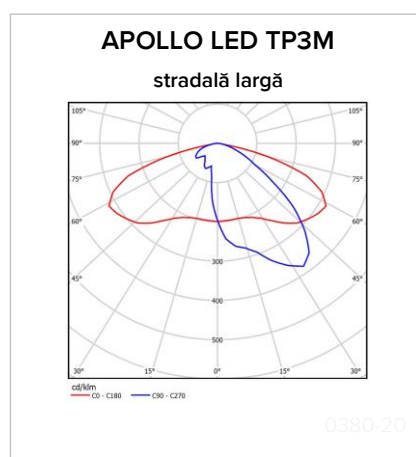 APOLLO LED TP3M
stradală largă
105° 105°
90° 90°
75° 75°
60° 60°
45° 45°
300
400
500
30° 15° 0° 15° 30°
cd/klm
C0 - C180 C90 - C270
0380-20